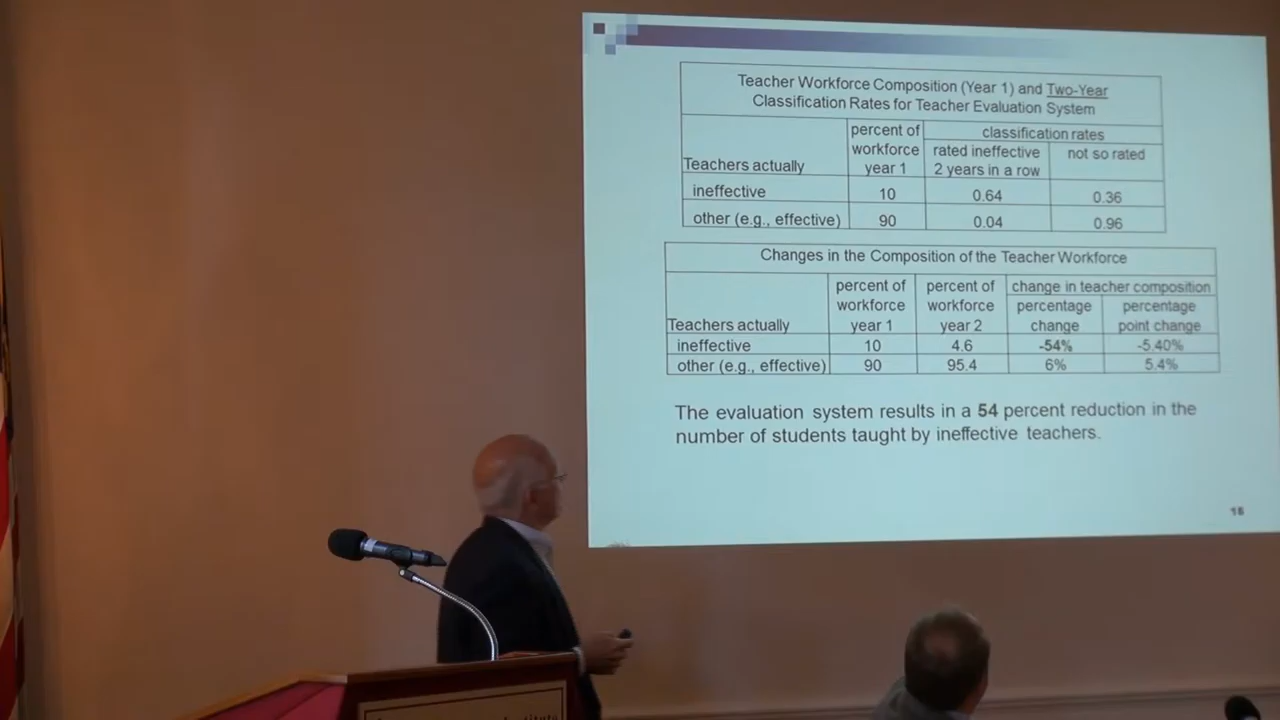 Teacher Workforce Composition (Year 1) and Two-Year
Classification Rates for Teacher Evaluation System
Teachers actually
percent of
workforce
year 1
classification rates
rated ineffective
2 years in a row
not so rated
ineffective 10 0.64 0.36
other (e.g., effective) 90 0.04 0.96
Changes in the Composition of the Teacher Workforce
Teachers actually
percent of
workforce
year 1
percent of
workforce
year 2
change in teacher composition
percentage
change
percentage
point change
ineffective 10 4.6 -54% -5.40%
other (e.g., effective) 90 95.4 6% 5.4%
The evaluation system results in a 54 percent reduction in the
number of students taught by ineffective teachers.